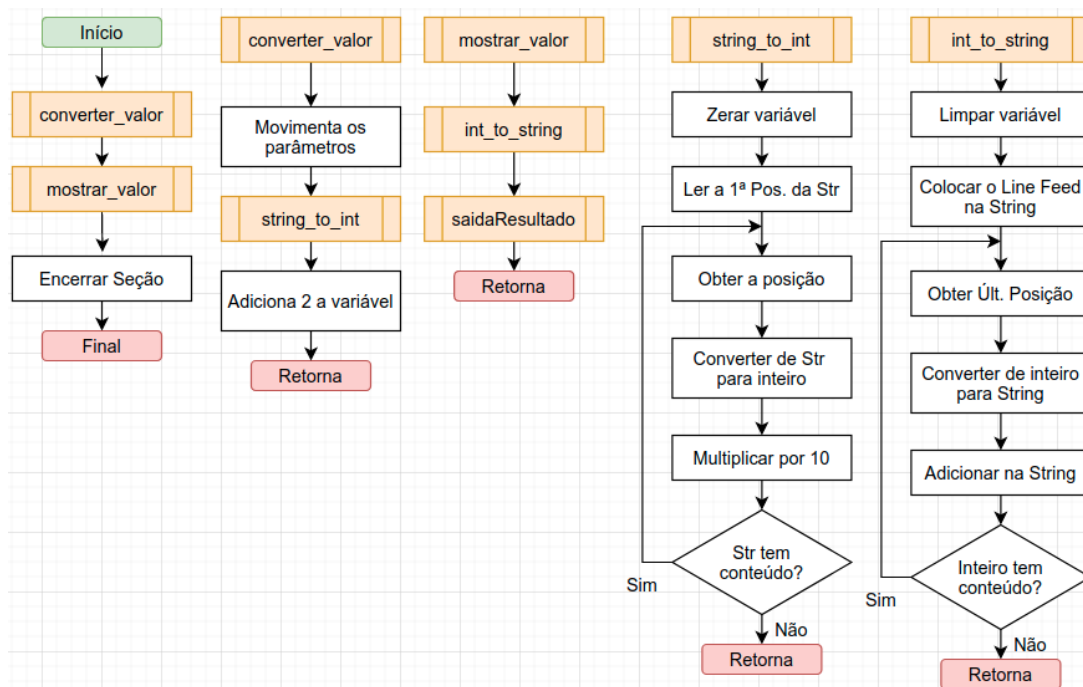 Início
converter_valor
mostrar_valor
Encerrar Seção
Final
converter_valor
Movimenta os
parâmetros
string_to_int
Adiciona 2 a variável
Retorna
mostrar_valor
int_to_string
saidaResultado
Retorna
string_to_int
Zerar variável
Ler a 1ª Pos. da Str
Obter a posição
Converter de Str
para inteiro
Multiplicar por 10
Str tem
conteúdo?
Sim
Não
Retorna
int_to_string
Limpar variável
Colocar o Line Feed
na String
Obter Últ. Posição
Converter de inteiro
para String
Adicionar na String
Inteiro tem
conteúdo?
Sim
Não
Retorna